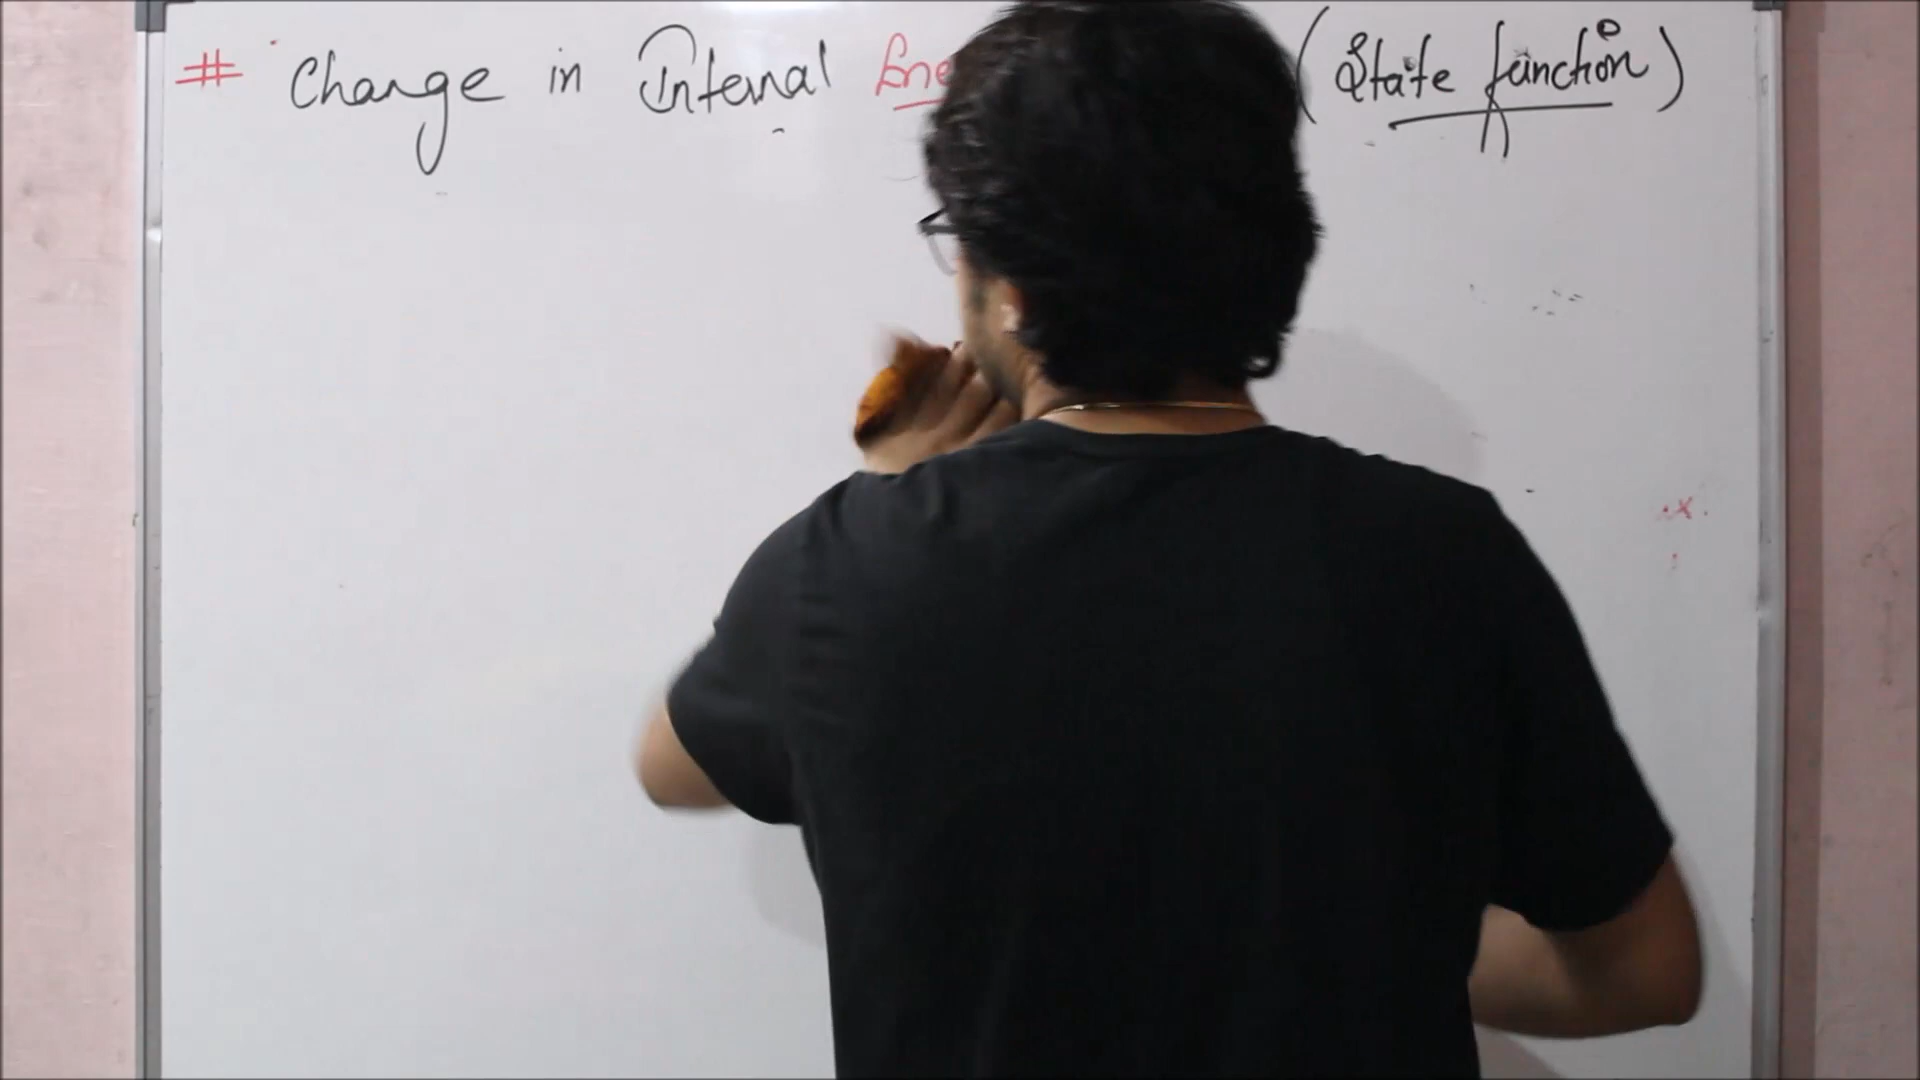 # Change in Internal Ene (State function)